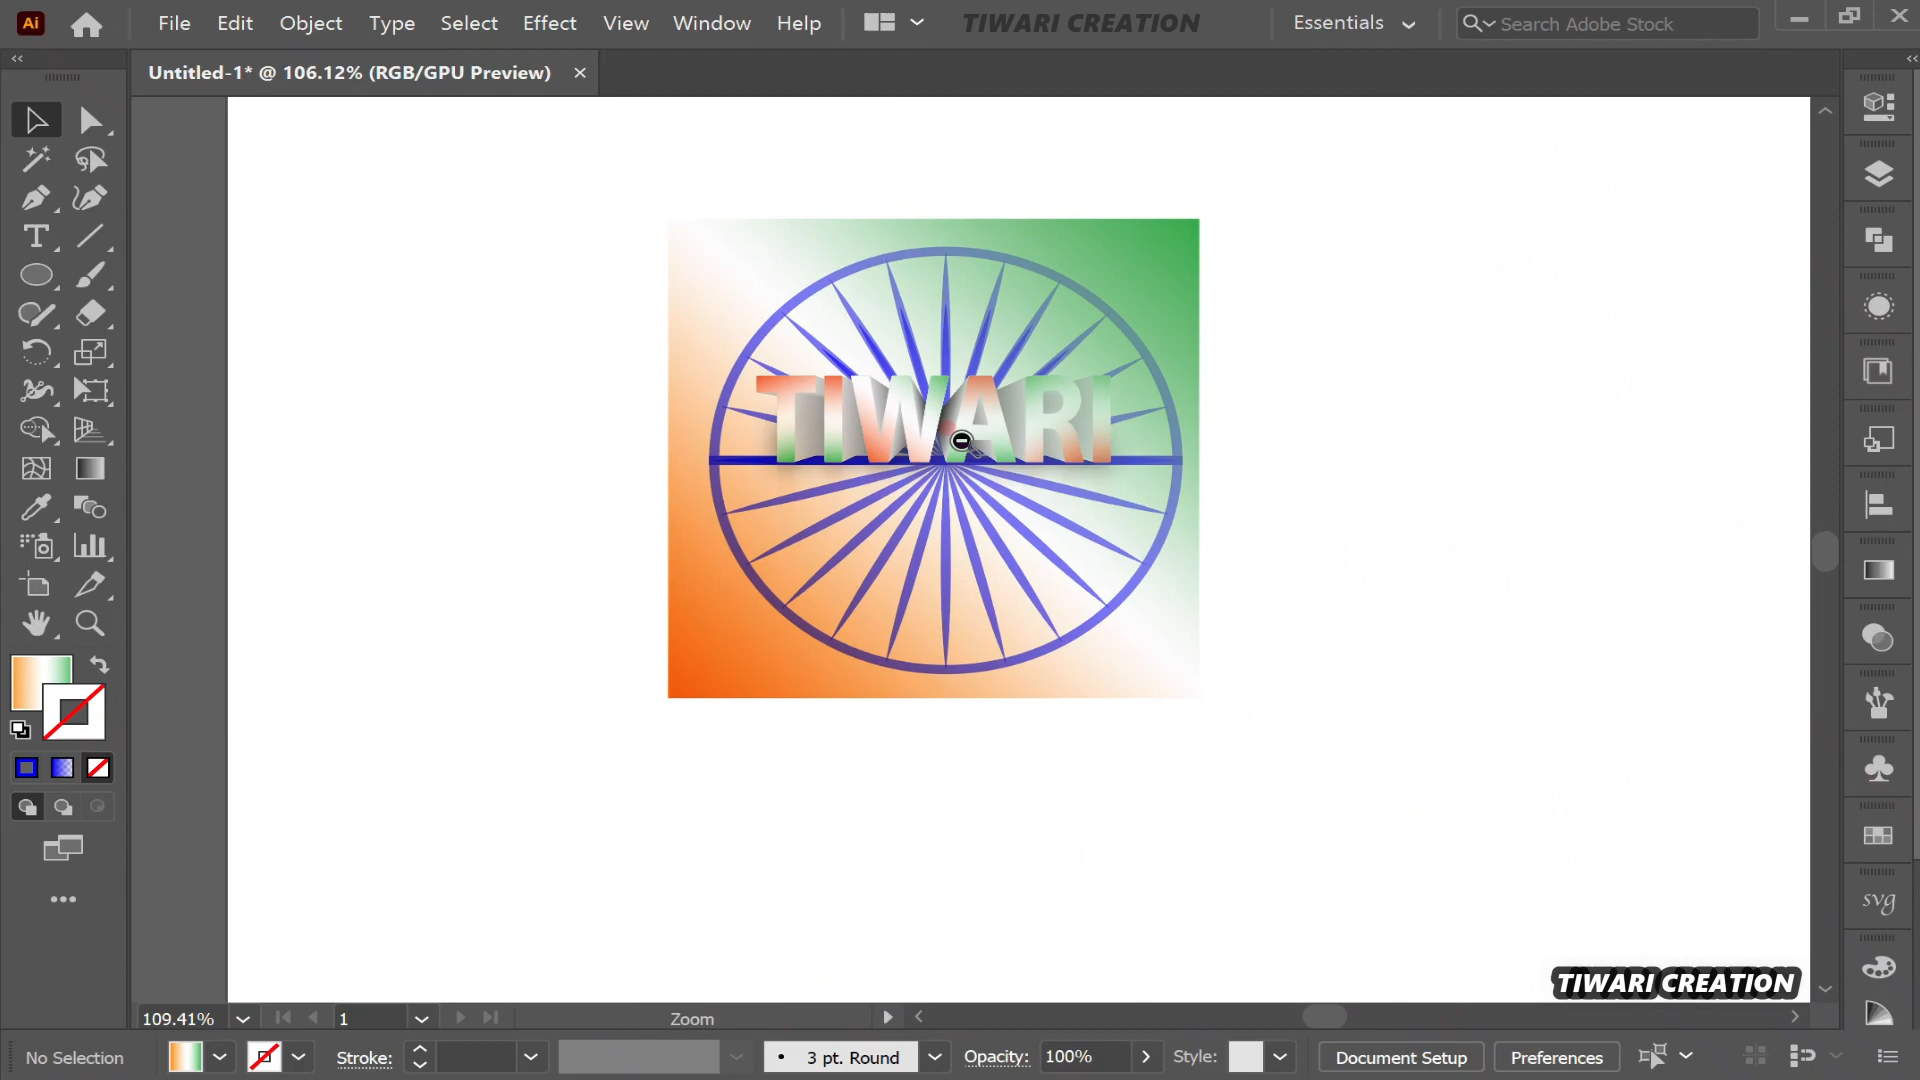 Ai File Edit Object Type Select Effect View Window Help TIWARI CREATION Essentials Search Adobe Stock
Untitled-1* @ 106.12% (RGB/GPU Preview)
TIWARI
svg
TIWARI CREATION
109.41% 1 Zoom
No Selection Stroke: 3 pt. Round Opacity: 100% Style: Document Setup Preferences